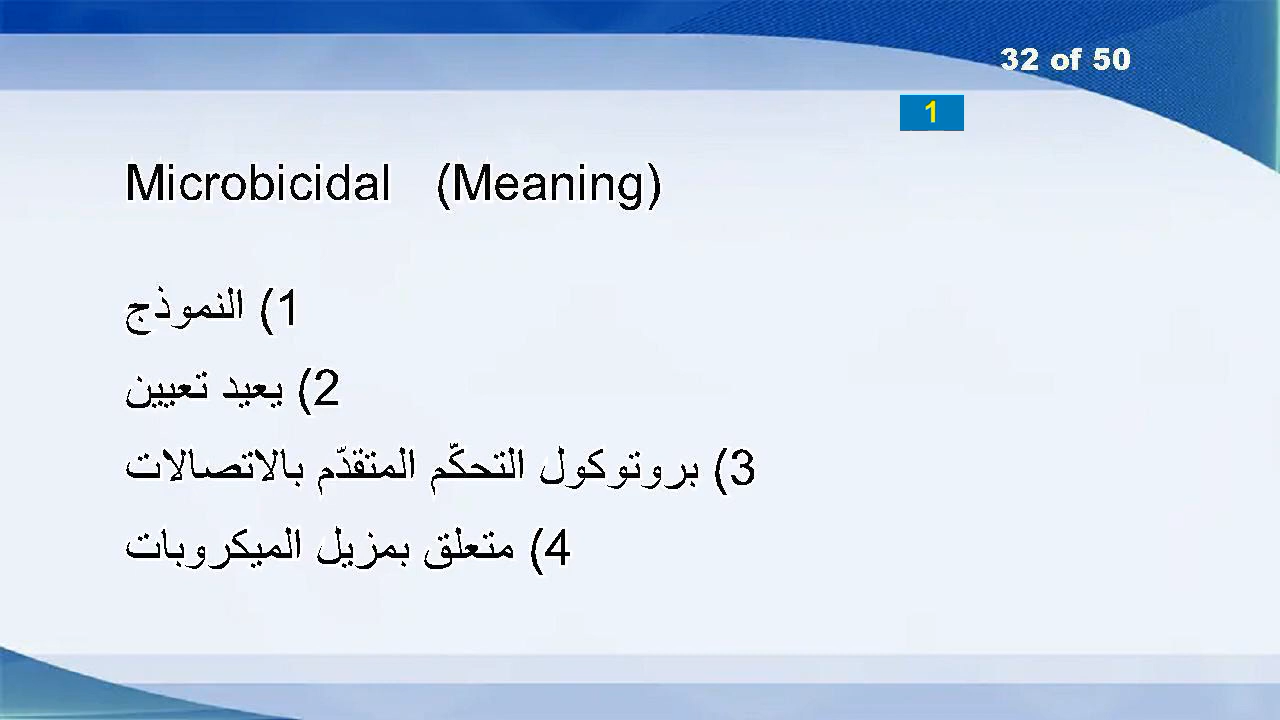 32 of 50
1
Microbicidal (Meaning)
1) النموذج
2) يعيد تعيين
3) بروتوكول التحكّم المتقدّم بالاتصالات
4) متعلق بمزيل الميكروبات